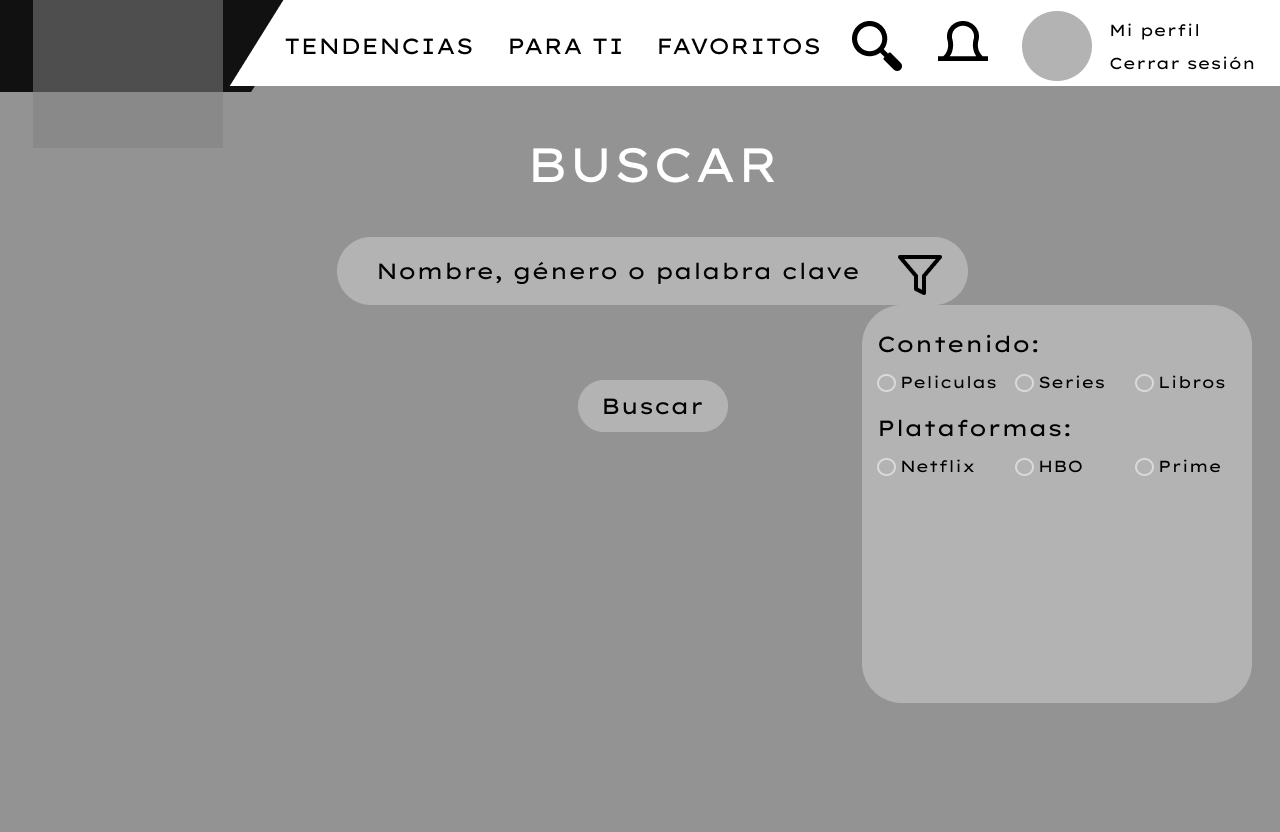 TENDENCIAS PARA TI FAVORITOS
Mi perfil
Cerrar sesión
BUSCAR
Nombre, género o palabra clave
Contenido:
Peliculas Series Libros
Buscar
Plataformas:
Netflix HBO Prime